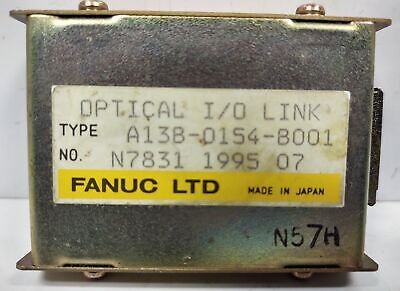 OPTICAL I/O LINK
TYPE A13B-0154-B001
NO. N7831 1995 07
FANUC LTD MADE IN JAPAN
N57H